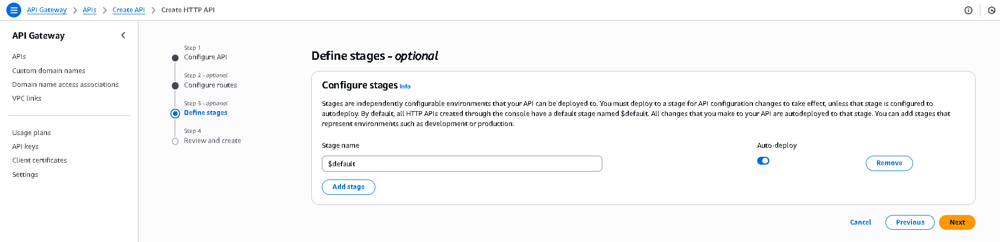 API Gateway > APIs > Create API > Create HTTP API
API Gateway
APIs
Custom domain names
Domain name access associations
VPC links
Usage plans
API keys
Client certificates
Settings
Step 1
Configure API
Step 2 - optional
Configure routes
Step 3 - optional
Define stages
Step 4
Review and create
Define stages - optional
Configure stages Info
Stages are independently configurable environments that your API can be deployed to. You must deploy to a stage for API configuration changes to take effect, unless that stage is configured to
autodeploy. By default, all HTTP APIs created through the console have a default stage named $default. All changes that you make to your API are autodeployed to that stage. You can add stages that
represent environments such as development or production.
Stage name
Auto-deploy
$default
Remove
Add stage
Cancel
Previous
Next